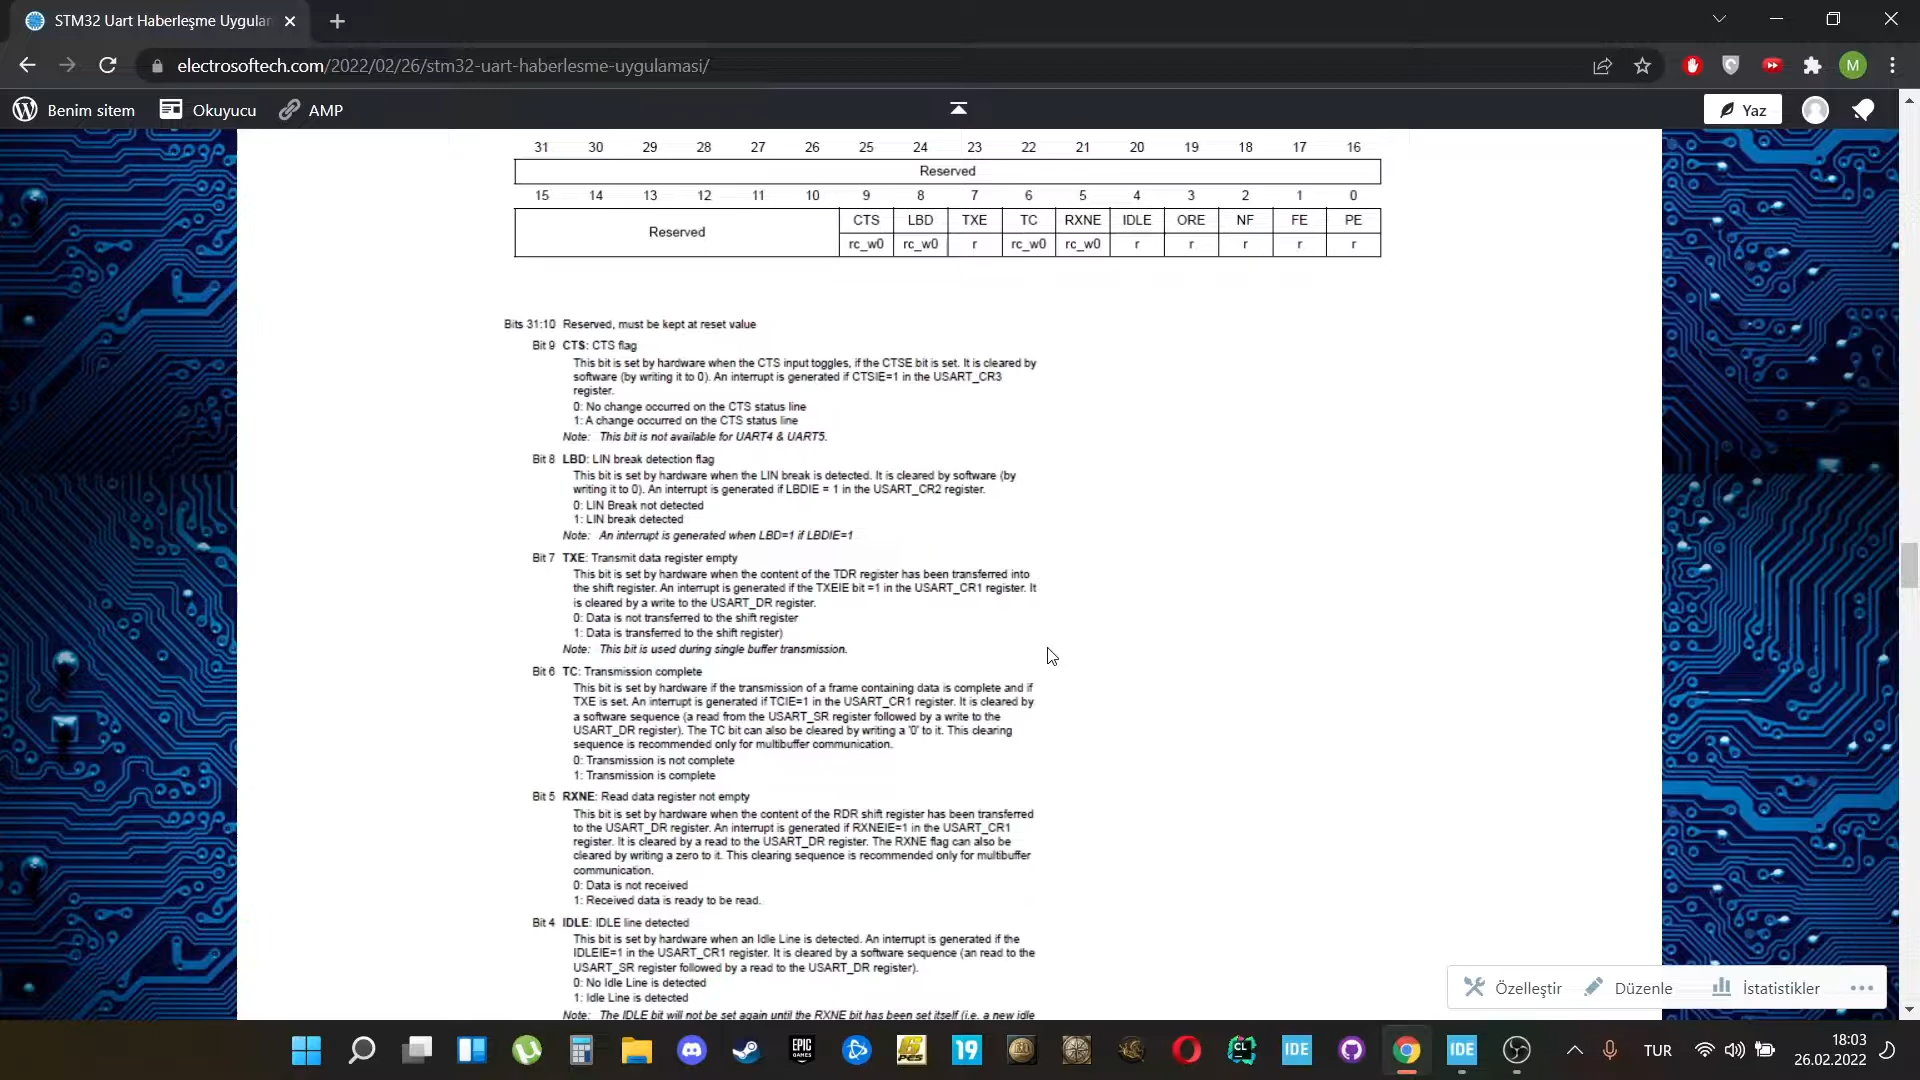 STM32 Uart Haberleşme Uygular
electrosoftech.com/2022/02/26/stm32-uart-haberlesme-uygulamasi/
M
Benim sitem
Okuyucu
AMP
Yaz
31 30 29 28 27 26 25 24 23 22 21 20 19 18 17 16
Reserved
15 14 13 12 11 10 9 8 7 6 5 4 3 2 1 0
Reserved
CTS LBD TXE TC RXNE IDLE ORE NF FE PE
rc_w0 rc_w0 r rc_w0 rc_w0 r r r r r
Bits 31:10 Reserved, must be kept at reset value
Bit 9 CTS: CTS flag
This bit is set by hardware when the CTS input toggles, if the CTSE bit is set. It is cleared by
software (by writing it to 0). An interrupt is generated if CTSIE=1 in the USART_CR3
register.
0: No change occurred on the CTS status line
1: A change occurred on the CTS status line
Note: This bit is not available for UART4 & UART5.
Bit 8 LBD: LIN break detection flag
This bit is set by hardware when the LIN break is detected. It is cleared by software (by
writing it to 0). An interrupt is generated if LBDIE = 1 in the USART_CR2 register.
0: LIN Break not detected
1: LIN break detected
Note: An interrupt is generated when LBD=1 if LBDIE=1
Bit 7 TXE: Transmit data register empty
This bit is set by hardware when the content of the TDR register has been transferred into
the shift register. An interrupt is generated if the TXEIE bit =1 in the USART_CR1 register. It
is cleared by a write to the USART_DR register.
0: Data is not transferred to the shift register
1: Data is transferred to the shift register)
Note: This bit is used during single buffer transmission.
Bit 6 TC: Transmission complete
This bit is set by hardware if the transmission of a frame containing data is complete and if
TXE is set. An interrupt is generated if TCIE=1 in the USART_CR1 register. It is cleared by
a software sequence (a read from the USART_SR register followed by a write to the
USART_DR register). The TC bit can also be cleared by writing a '0' to it. This clearing
sequence is recommended only for multibuffer communication.
0: Transmission is not complete
1: Transmission is complete
Bit 5 RXNE: Read data register not empty
This bit is set by hardware when the content of the RDR shift register has been transferred
to the USART_DR register. An interrupt is generated if RXNEIE=1 in the USART_CR1
register. It is cleared by a read to the USART_DR register. The RXNE flag can also be
cleared by writing a zero to it. This clearing sequence is recommended only for multibuffer
communication.
0: Data is not received
1: Received data is ready to be read.
Bit 4 IDLE: IDLE line detected
This bit is set by hardware when an Idle Line is detected. An interrupt is generated if the
IDLEIE=1 in the USART_CR1 register. It is cleared by a software sequence (an read to the
USART_SR register followed by a read to the USART_DR register).
0: No Idle Line is detected
1: Idle Line is detected
Note: The IDLE bit will not be set again until the RXNE bit has been set itself (i.e. a new idle
Özelleştir
Düzenle
İstatistikler
EPIC
GAMES
6
PES
19
CL
IDE
IDE
TUR
18:03
26.02.2022